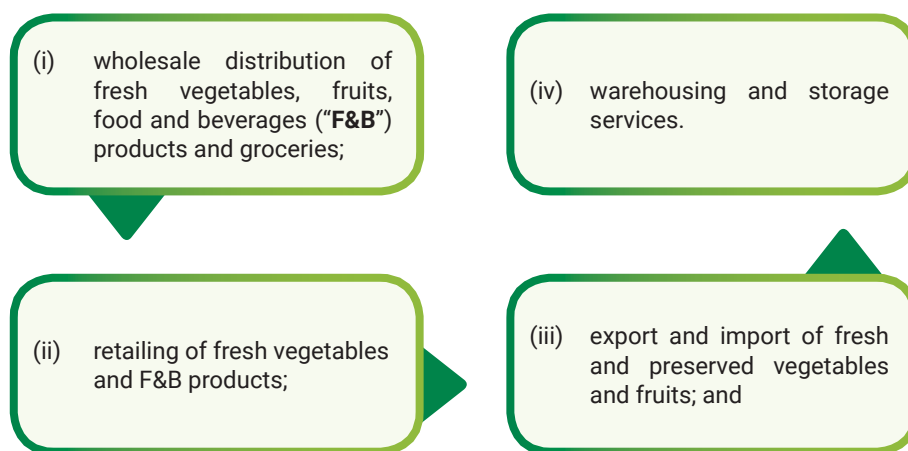 (i) wholesale distribution of
fresh vegetables, fruits,
food and beverages (“F&B”)
products and groceries;
(ii) retailing of fresh vegetables
and F&B products;
(iii) export and import of fresh
and preserved vegetables
and fruits; and
(iv) warehousing and storage
services.